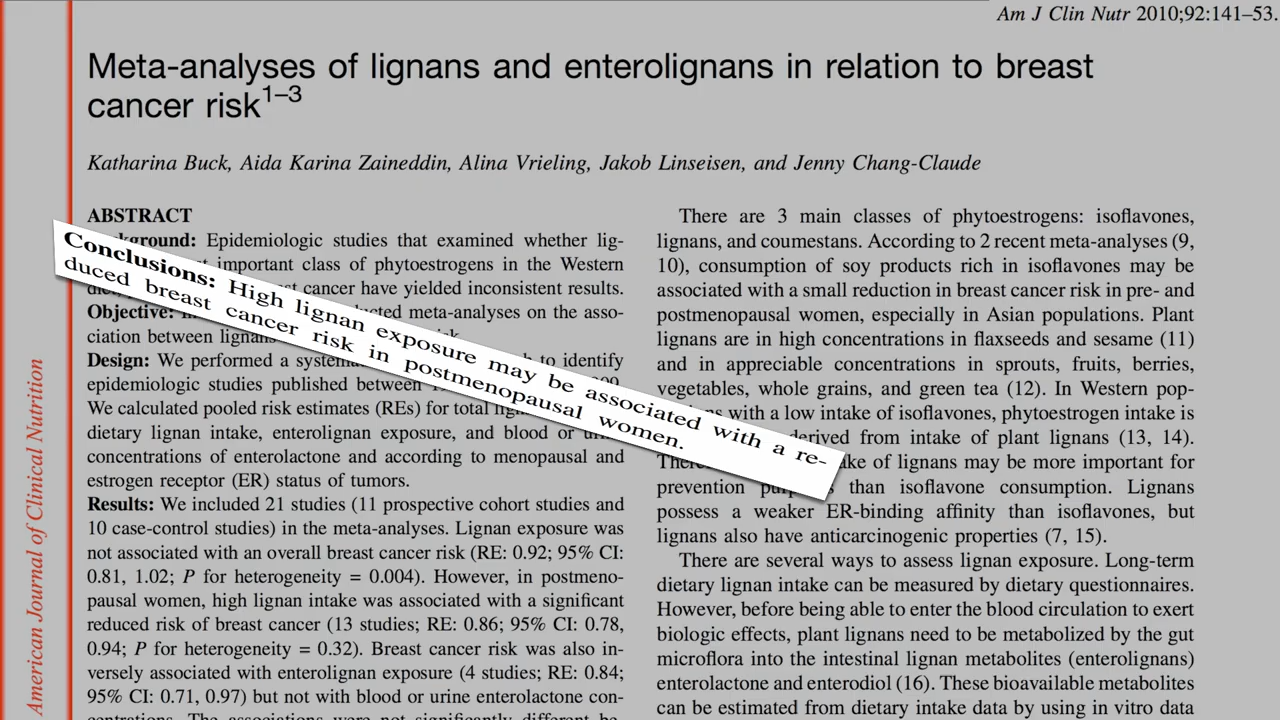 Am J Clin Nutr 2010;92:141–53.
Meta-analyses of lignans and enterolignans in relation to breast
cancer risk1–3
Katharina Buck, Aida Karina Zaineddin, Alina Vrieling, Jakob Linseisen, and Jenny Chang-Claude
American Journal of Clinical Nutrition
ABSTRACT
Epidemiologic studies that examined whether lig-
important class of phytoestrogens in the Western
cancer have yielded inconsistent results.
Objective: meta-analyses on the asso-
ciation between
Design: We performed a to identify
epidemiologic studies published between
We calculated pooled risk estimates (REs) for total
dietary lignan intake, enterolignan exposure, and blood or
concentrations of enterolactone and according to menopausal and
estrogen receptor (ER) status of tumors.
Results: We included 21 studies (11 prospective cohort studies and
10 case-control studies) in the meta-analyses. Lignan exposure was
not associated with an overall breast cancer risk (RE: 0.92; 95% CI:
0.81, 1.02; P for heterogeneity = 0.004). However, in postmeno-
pausal women, high lignan intake was associated with a significant
reduced risk of breast cancer (13 studies; RE: 0.86; 95% CI: 0.78,
0.94; P for heterogeneity = 0.32). Breast cancer risk was also in-
versely associated with enterolignan exposure (4 studies; RE: 0.84;
95% CI: 0.71, 0.97) but not with blood or urine enterolactone con-
centrations. The associations were not significantly different be-
Conclusions: High lignan exposure may be associated with a re-
duced breast cancer risk in postmenopausal women.
There are 3 main classes of phytoestrogens: isoflavones,
lignans, and coumestans. According to 2 recent meta-analyses (9,
10), consumption of soy products rich in isoflavones may be
associated with a small reduction in breast cancer risk in pre- and
postmenopausal women, especially in Asian populations. Plant
lignans are in high concentrations in flaxseeds and sesame (11)
and in appreciable concentrations in sprouts, fruits, berries,
vegetables, whole grains, and green tea (12). In Western pop-
with a low intake of isoflavones, phytoestrogen intake is
derived from intake of plant lignans (13, 14).
of lignans may be more important for
prevention than isoflavone consumption. Lignans
possess a weaker ER-binding affinity than isoflavones, but
lignans also have anticarcinogenic properties (7, 15).
There are several ways to assess lignan exposure. Long-term
dietary lignan intake can be measured by dietary questionnaires.
However, before being able to enter the blood circulation to exert
biologic effects, plant lignans need to be metabolized by the gut
microflora into the intestinal lignan metabolites (enterolignans)
enterolactone and enterodiol (16). These bioavailable metabolites
can be estimated from dietary intake data by using in vitro data